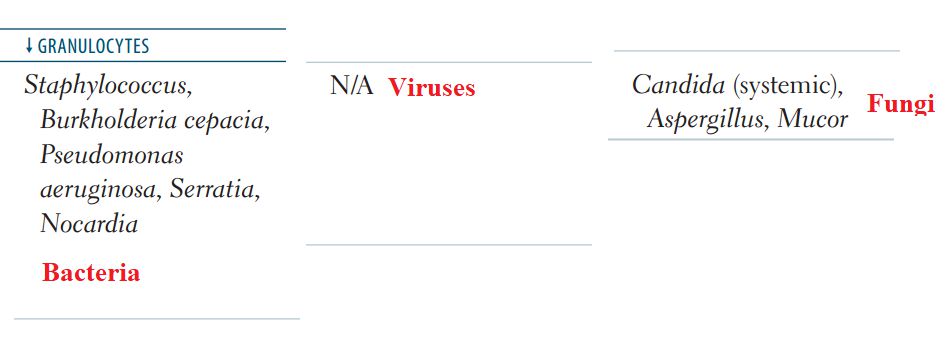 ↓ GRANULOCYTES
Staphylococcus,
Burkholderia cepacia,
Pseudomonas
aeruginosa, Serratia,
Nocardia
Bacteria
N/A Viruses
Candida (systemic),
Aspergillus, Mucor
Fungi